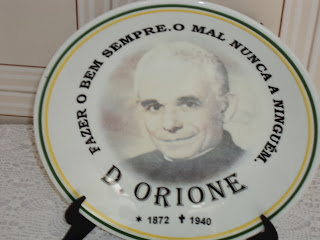 FAZER O BEM SEMPRE.O MAL NUNCA A NINGUÉM.
D. ORIONE
* 1872 ✝ 1940